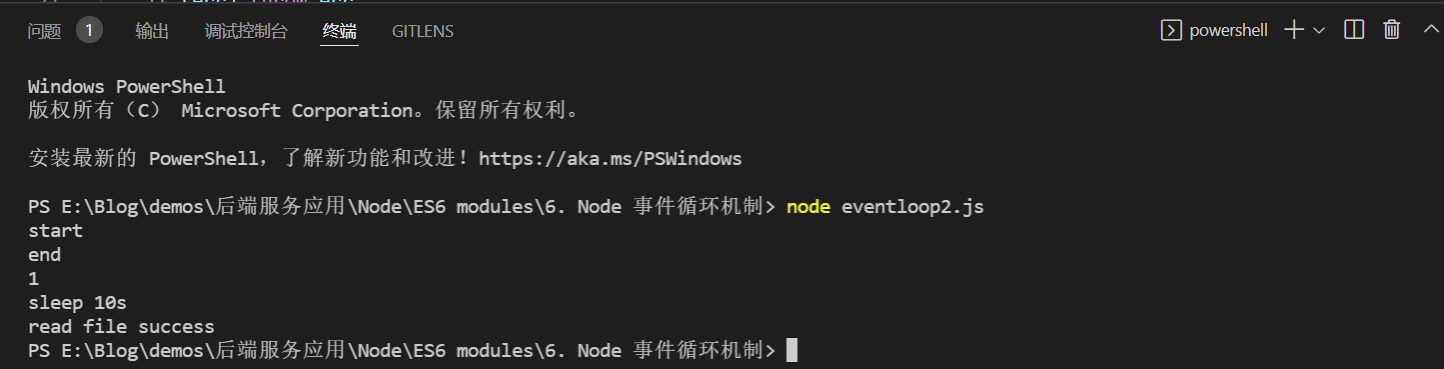 问题 1 输出 调试控制台 终端 GITLENS powershell
Windows PowerShell
版权所有（C） Microsoft Corporation。保留所有权利。
安装最新的 PowerShell，了解新功能和改进！https://aka.ms/PSWindows
PS E:\Blog\demos\后端服务应用\Node\ES6 modules\6. Node 事件循环机制> node eventloop2.js
start
end
1
sleep 10s
read file success
PS E:\Blog\demos\后端服务应用\Node\ES6 modules\6. Node 事件循环机制>